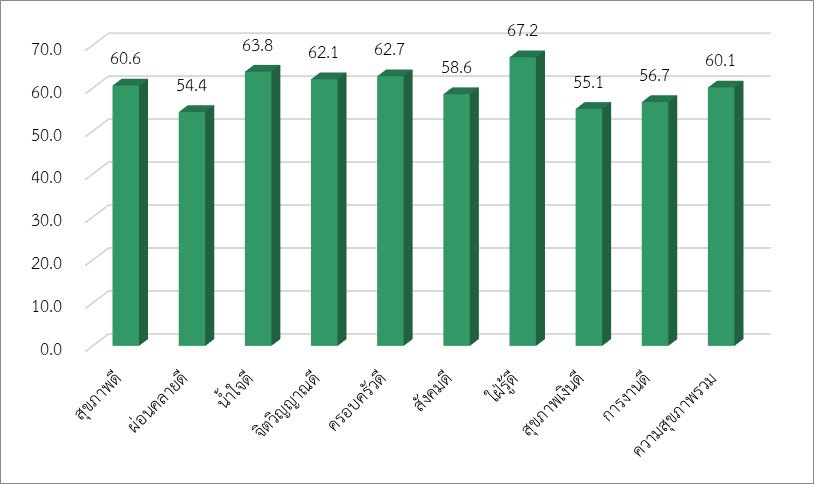 70.0
60.0
50.0
40.0
30.0
20.0
10.0
0.0
60.6
54.4
63.8
62.1
62.7
58.6
67.2
55.1
56.7
60.1
สุขภาพดี
ผ่อนคลายดี
น้ำใจดี
จิตวิญญาณดี
ครอบครัวดี
สังคมดี
ใฝ่รู้ดี
สุขภาพเงินดี
การงานดี
ความสุขภาพรวม